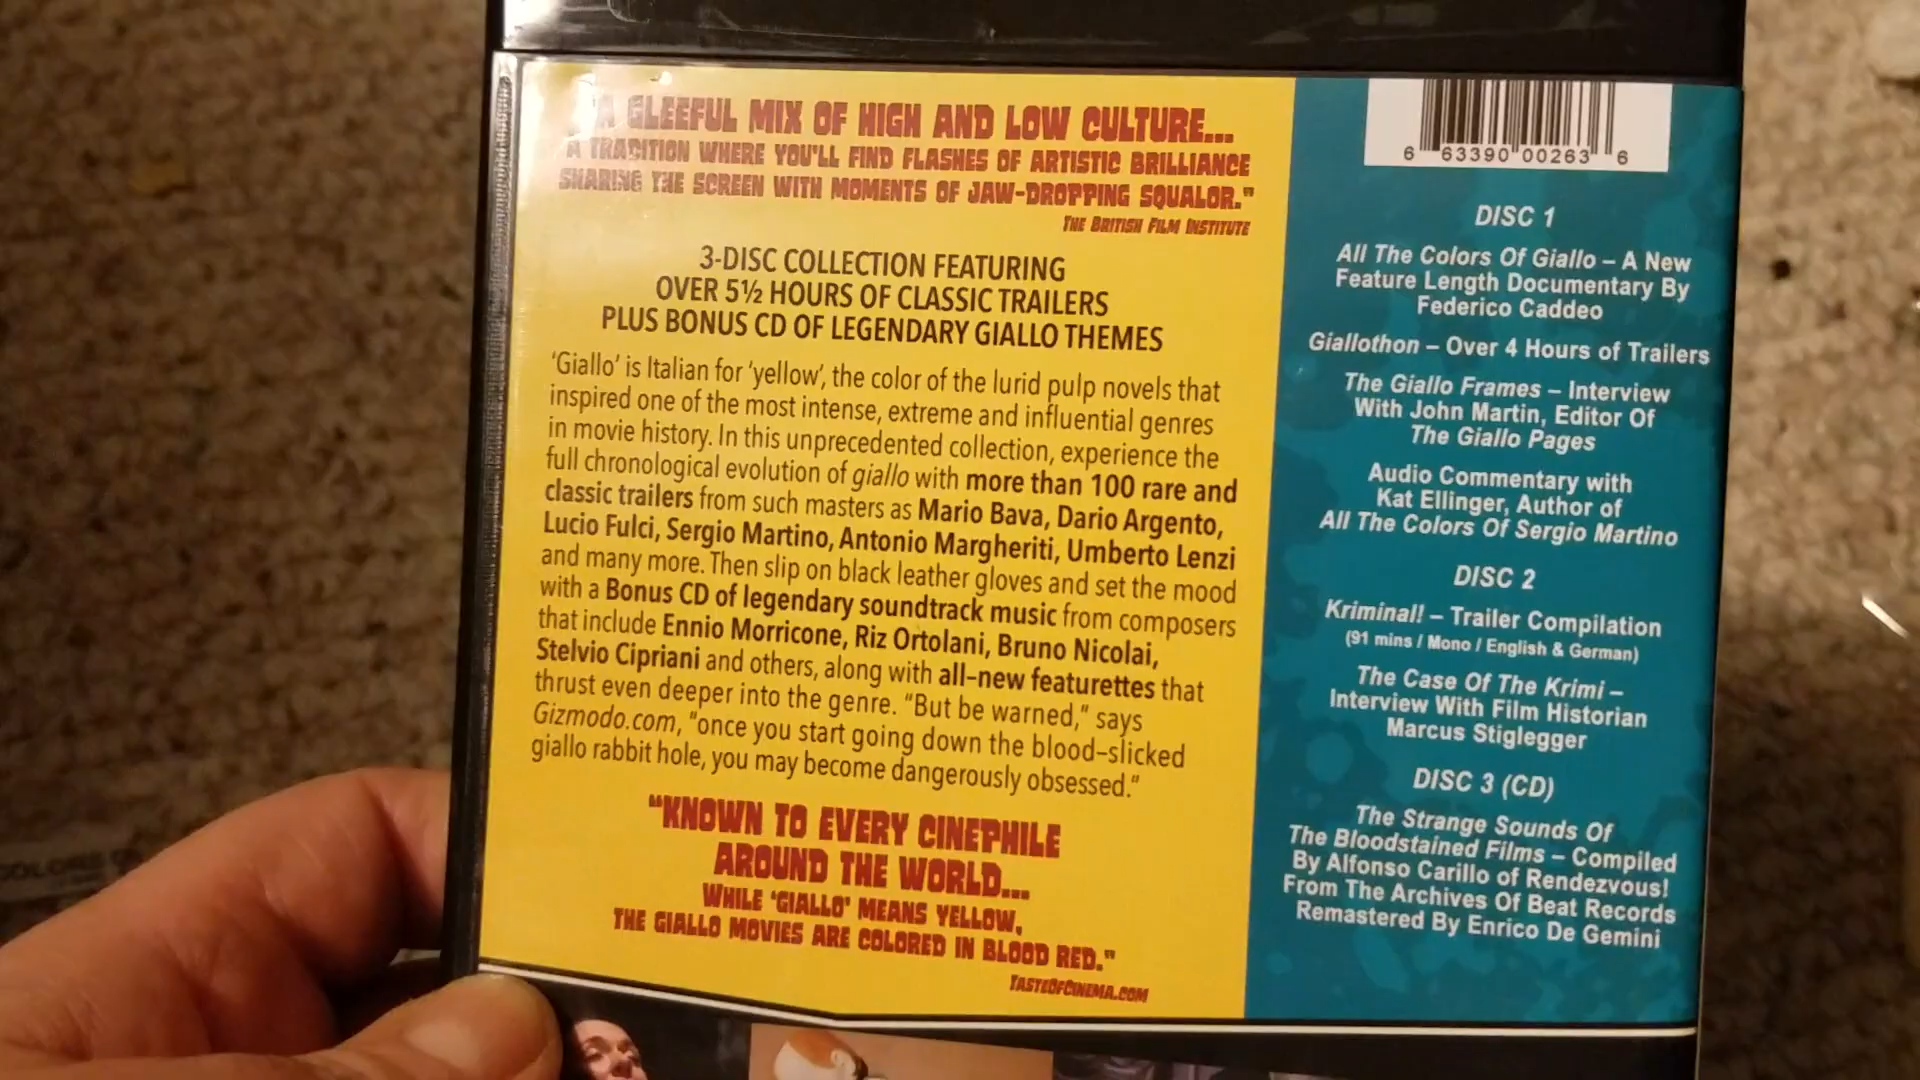 "A GLEEFUL MIX OF HIGH AND LOW CULTURE...
A TRADITION WHERE YOU'LL FIND FLASHES OF ARTISTIC BRILLIANCE
SHARING THE SCREEN WITH MOMENTS OF JAW-DROPPING SQUALOR."
THE BRITISH FILM INSTITUTE
3-DISC COLLECTION FEATURING
OVER 5½ HOURS OF CLASSIC TRAILERS
PLUS BONUS CD OF LEGENDARY GIALLO THEMES
'Giallo' is Italian for 'yellow', the color of the lurid pulp novels that
inspired one of the most intense, extreme and influential genres
in movie history. In this unprecedented collection, experience the
full chronological evolution of giallo with more than 100 rare and
classic trailers from such masters as Mario Bava, Dario Argento,
Lucio Fulci, Sergio Martino, Antonio Margheriti, Umberto Lenzi
and many more. Then slip on black leather gloves and set the mood
with a Bonus CD of legendary soundtrack music from composers
that include Ennio Morricone, Riz Ortolani, Bruno Nicolai,
Stelvio Cipriani and others, along with all-new featurettes that
thrust even deeper into the genre. "But be warned," says
Gizmodo.com, "once you start going down the blood-slicked
giallo rabbit hole, you may become dangerously obsessed."
"KNOWN TO EVERY CINEPHILE
AROUND THE WORLD...
WHILE 'GIALLO' MEANS YELLOW,
THE GIALLO MOVIES ARE COLORED IN BLOOD RED."
TASTEOFCINEMA.COM
6 63390 00263 6
DISC 1
All The Colors Of Giallo – A New
Feature Length Documentary By
Federico Caddeo
Giallothon – Over 4 Hours of Trailers
The Giallo Frames – Interview
With John Martin, Editor Of
The Giallo Pages
Audio Commentary with
Kat Ellinger, Author of
All The Colors Of Sergio Martino
DISC 2
Kriminal! – Trailer Compilation
(91 mins / Mono / English & German)
The Case Of The Krimi –
Interview With Film Historian
Marcus Stiglegger
DISC 3 (CD)
The Strange Sounds Of
The Bloodstained Films – Compiled
By Alfonso Carillo of Rendezvous!
From The Archives Of Beat Records
Remastered By Enrico De Gemini